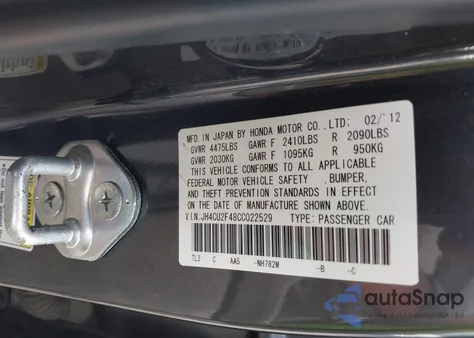 MFD. IN JAPAN BY HONDA MOTOR CO.,LTD: 02/'12
GVWR 4475LBS GAWR F 2410LBS R 2090LBS
GVWR 2030KG GAWR F 1095KG R 950KG
THIS VEHICLE CONFORMS TO ALL APPLICABLE
FEDERAL MOTOR VEHICLE SAFETY ,BUMPER,
AND THEFT PREVENTION STANDARDS IN EFFECT
ON THE DATE OF MANUFACTURE SHOWN ABOVE.
V.I.N: JH4CU2F48CC022529 TYPE: PASSENGER CAR
TL2 C AA5 -NH782M -B -C
autoSnap